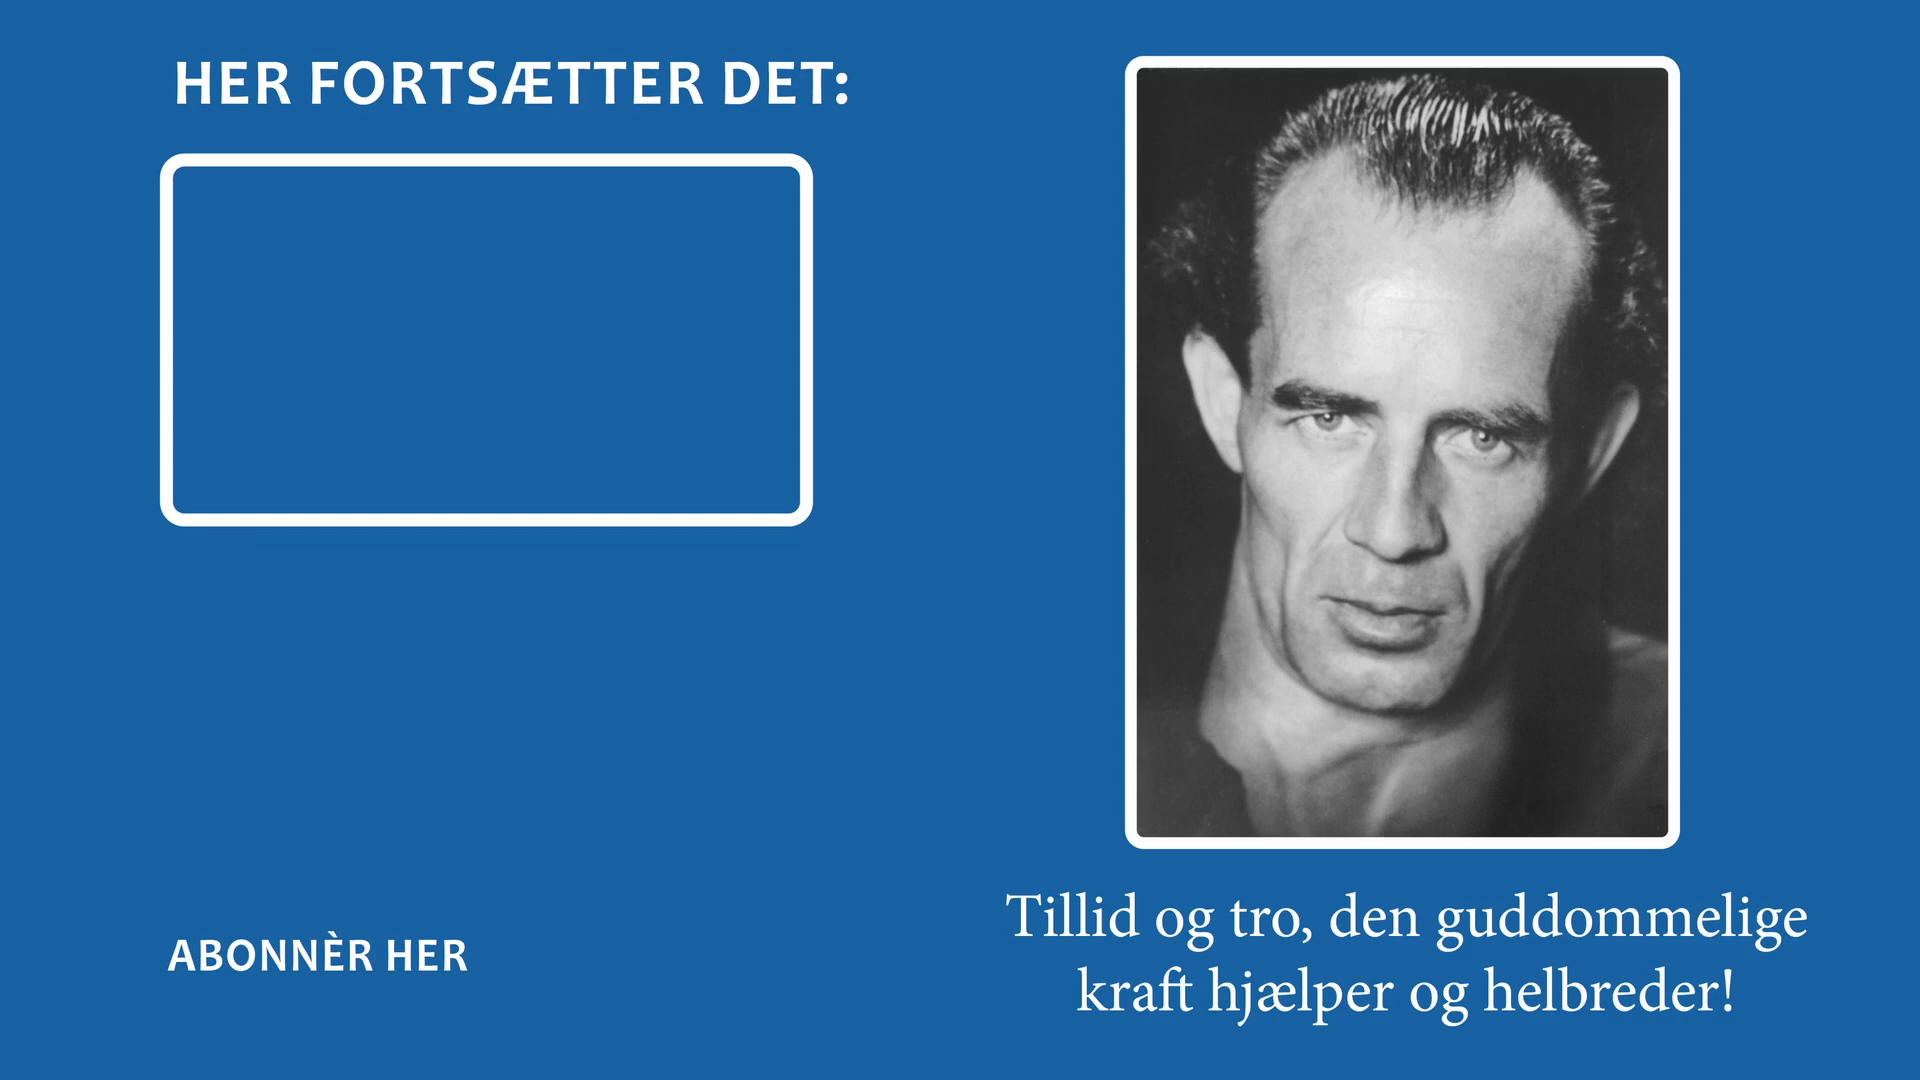 HER FORTSÆTTER DET:
ABONNÈR HER
Tillid og tro, den guddommelige
kraft hjælper og helbreder!